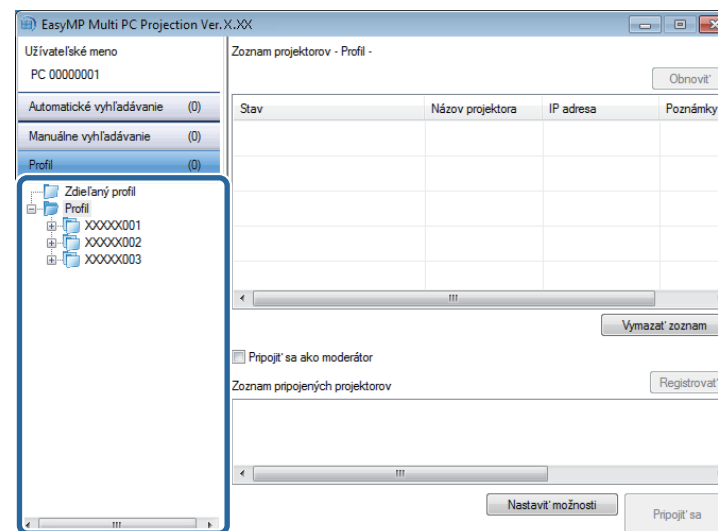 EasyMP Multi PC Projection Ver.X.XX
Užívateľské meno
PC 00000001
Automatické vyhľadávanie (0)
Manuálne vyhľadávanie (0)
Profil (0)
Zdieľaný profil
Profil
XXXXX001
XXXXX002
XXXXX003
Zoznam projektorov - Profil -
Obnoviť
Stav Názov projektora IP adresa Poznámky
Vymazať zoznam
Pripojiť sa ako moderátor
Zoznam pripojených projektorov
Registrovať
Nastaviť možnosti
Pripojiť sa